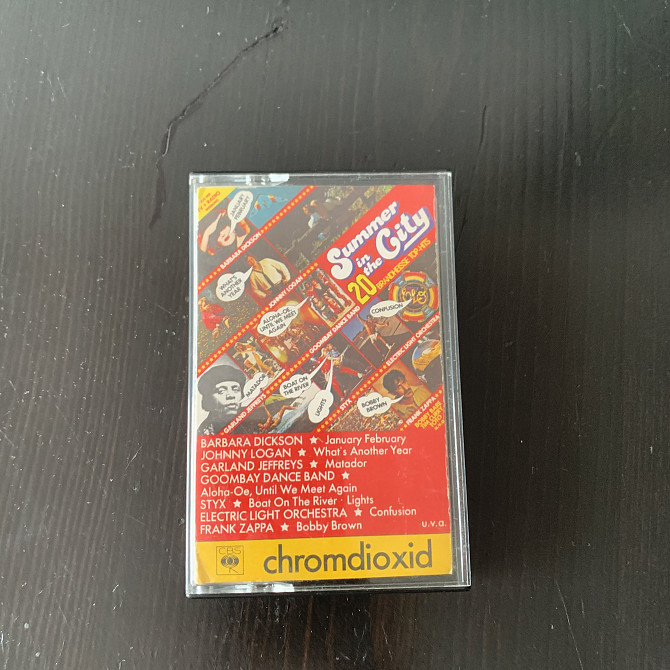 Summer
in
the City
20
BRANDHEISSE TOP-HITS
JANUARY
FEBRUARY
BARBARA DICKSON
WHAT'S
ANOTHER
YEAR
JOHNNY LOGAN
ALOHA-OE,
UNTIL WE MEET
AGAIN
GOOMBAY DANCE BAND
CONFUSION
ELO
ELECTRIC LIGHT ORCHESTRA
MATADOR
GARLAND JEFFREYS
BOAT ON
THE RIVER
LIGHTS
STYX
BOBBY
BROWN
FRANK ZAPPA
BARBARA DICKSON ★ January February
JOHNNY LOGAN ★ What's Another Year
GARLAND JEFFREYS ★ Matador
GOOMBAY DANCE BAND ★
Aloha-Oe, Until We Meet Again
STYX ★ Boat On The River · Lights
ELECTRIC LIGHT ORCHESTRA ★ Confusion
FRANK ZAPPA ★ Bobby Brown u.v.a.
CBS
chromdioxid